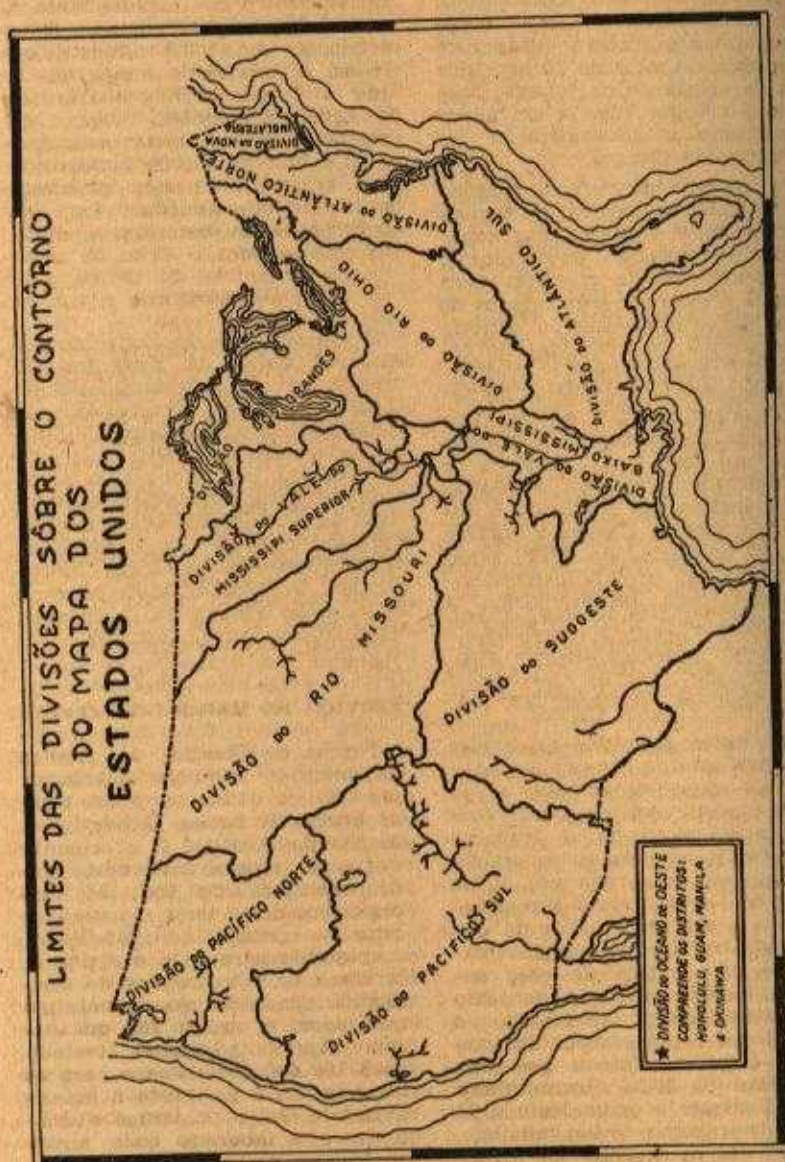 LIMITES DAS DIVISÕES SÔBRE O CONTÔRNO
DO MAPA DOS
ESTADOS UNIDOS
DIVISÃO DO PACÍFICO NORTE
DIVISÃO DO PACÍFICO SUL
DIVISÃO DO RIO MISSOURI
DIVISÃO DO SUDOESTE
DIVISÃO DO VALE DO
MISSISSIPI SUPERIOR
DIVISÃO
GRANDES
DIVISÃO DO VALE DO
BAIXO MISSISSIPI
DIVISÃO DO RIO OHIO
DIVISÃO DO ATLÂNTICO NORTE
DIVISÃO DA NOVA
INGLATERRA
DIVISÃO DO ATLÂNTICO SUL
★ DIVISÃO DO OCEANO DE OESTE
COMPREENDE OS DISTRITOS:
HONOLULU, GUAM, MANILA
& OKINAWA